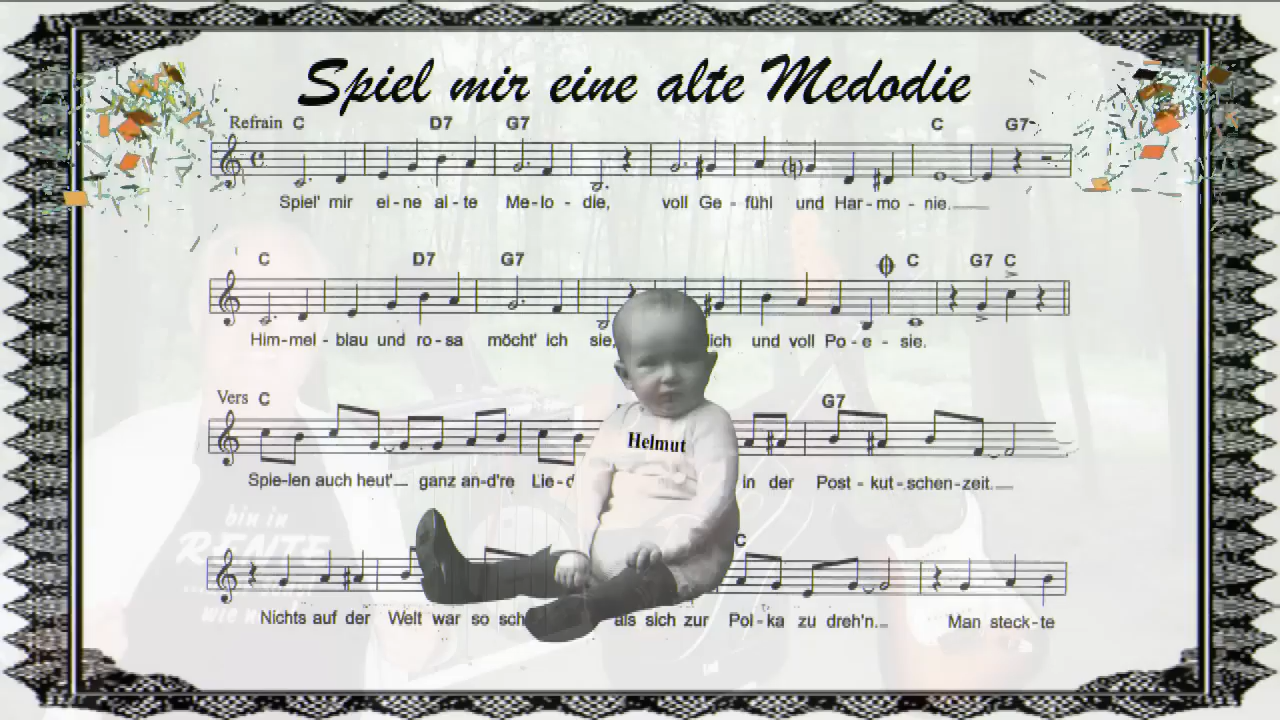 Spiel mir eine alte Medodie
Refrain C D7 G7 C G7
Spiel' mir ei-ne al-te Me-lo-die, voll Ge-fühl und Har-mo-nie.
C D7 G7 C G7 C
Him-mel-blau und ro-sa möcht' ich sie, lich und voll Po-e-sie.
Vers C G7
Helmut
Spie-len auch heut' ganz an-d're Lie-d in der Post-kut-schen-zeit.
bin in
RENTE
C
wie
Nichts auf der Welt war so sch als sich zur Pol-ka zu dreh'n. Man steck-te